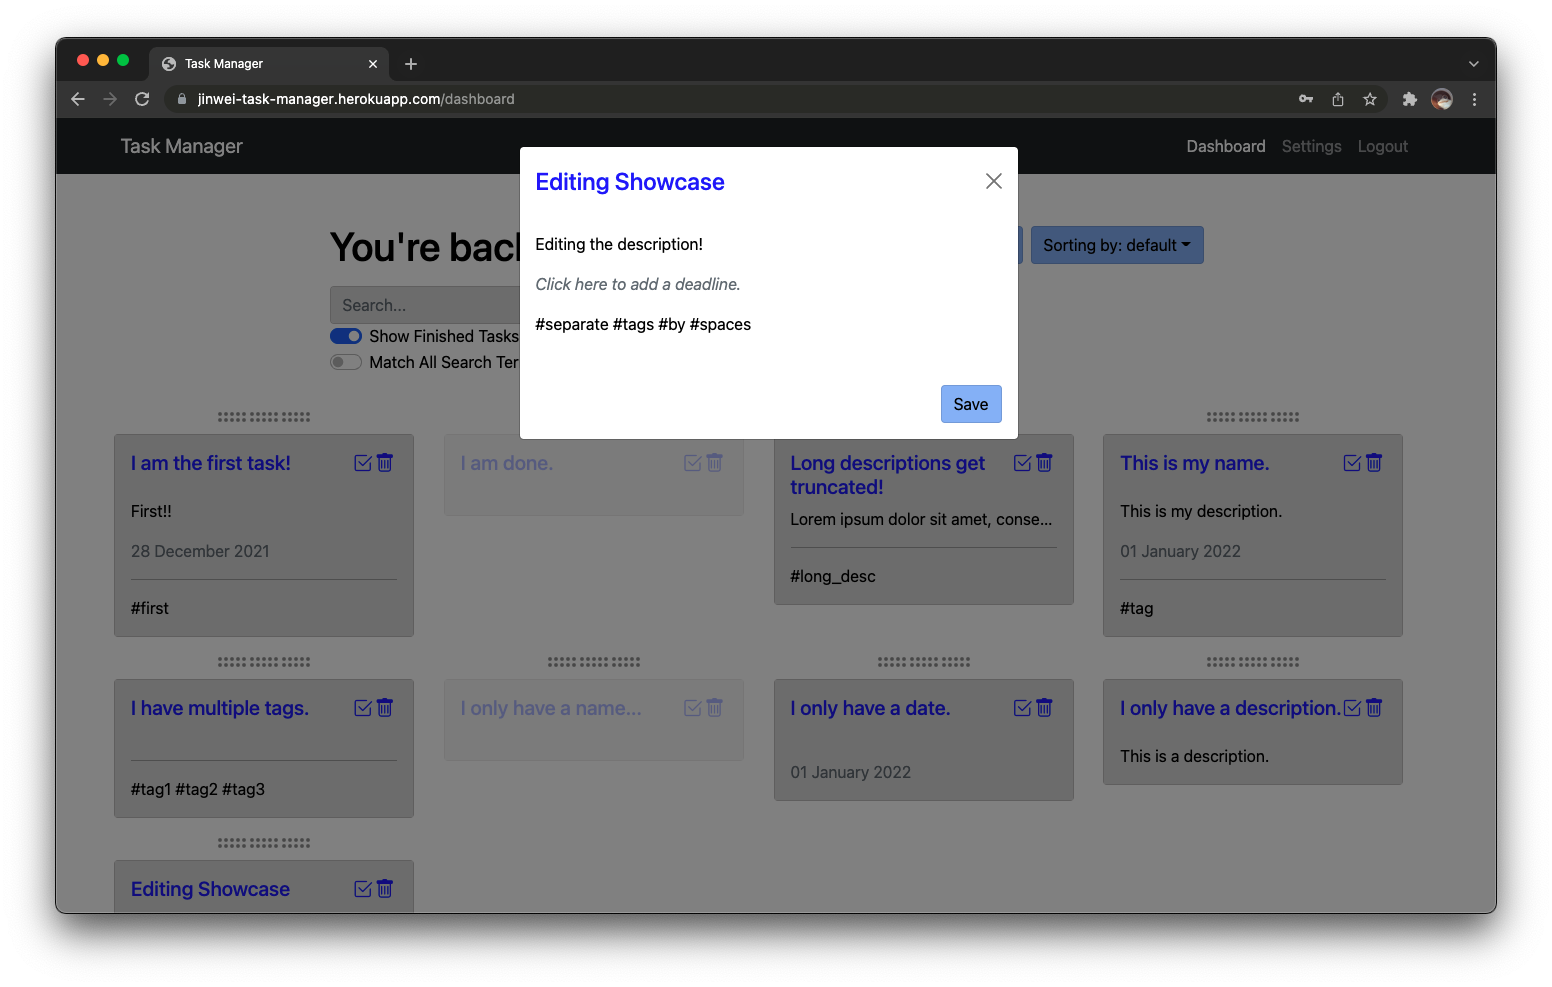 Task Manager
jinwei-task-manager.herokuapp.com/dashboard
Task Manager
Dashboard Settings Logout
Editing Showcase
Editing the description!
Click here to add a deadline.
#separate #tags #by #spaces
Save
You're bac
Sorting by: default
Search...
Show Finished Tasks
Match All Search Ter
I am the first task!
First!!
28 December 2021
#first
I am done.
Long descriptions get
truncated!
Lorem ipsum dolor sit amet, conse...
#long_desc
This is my name.
This is my description.
01 January 2022
#tag
I have multiple tags.
#tag1 #tag2 #tag3
I only have a name...
I only have a date.
01 January 2022
I only have a description.
This is a description.
Editing Showcase